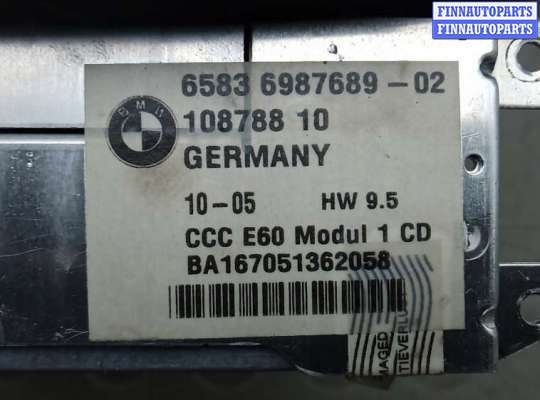 FINNAUTOPARTS
FINNAUTOPARTS
BMW
6583 6987689-02
108788 10
GERMANY
10-05 HW 9.5
CCC E60 Modul 1 CD
BA167051362058